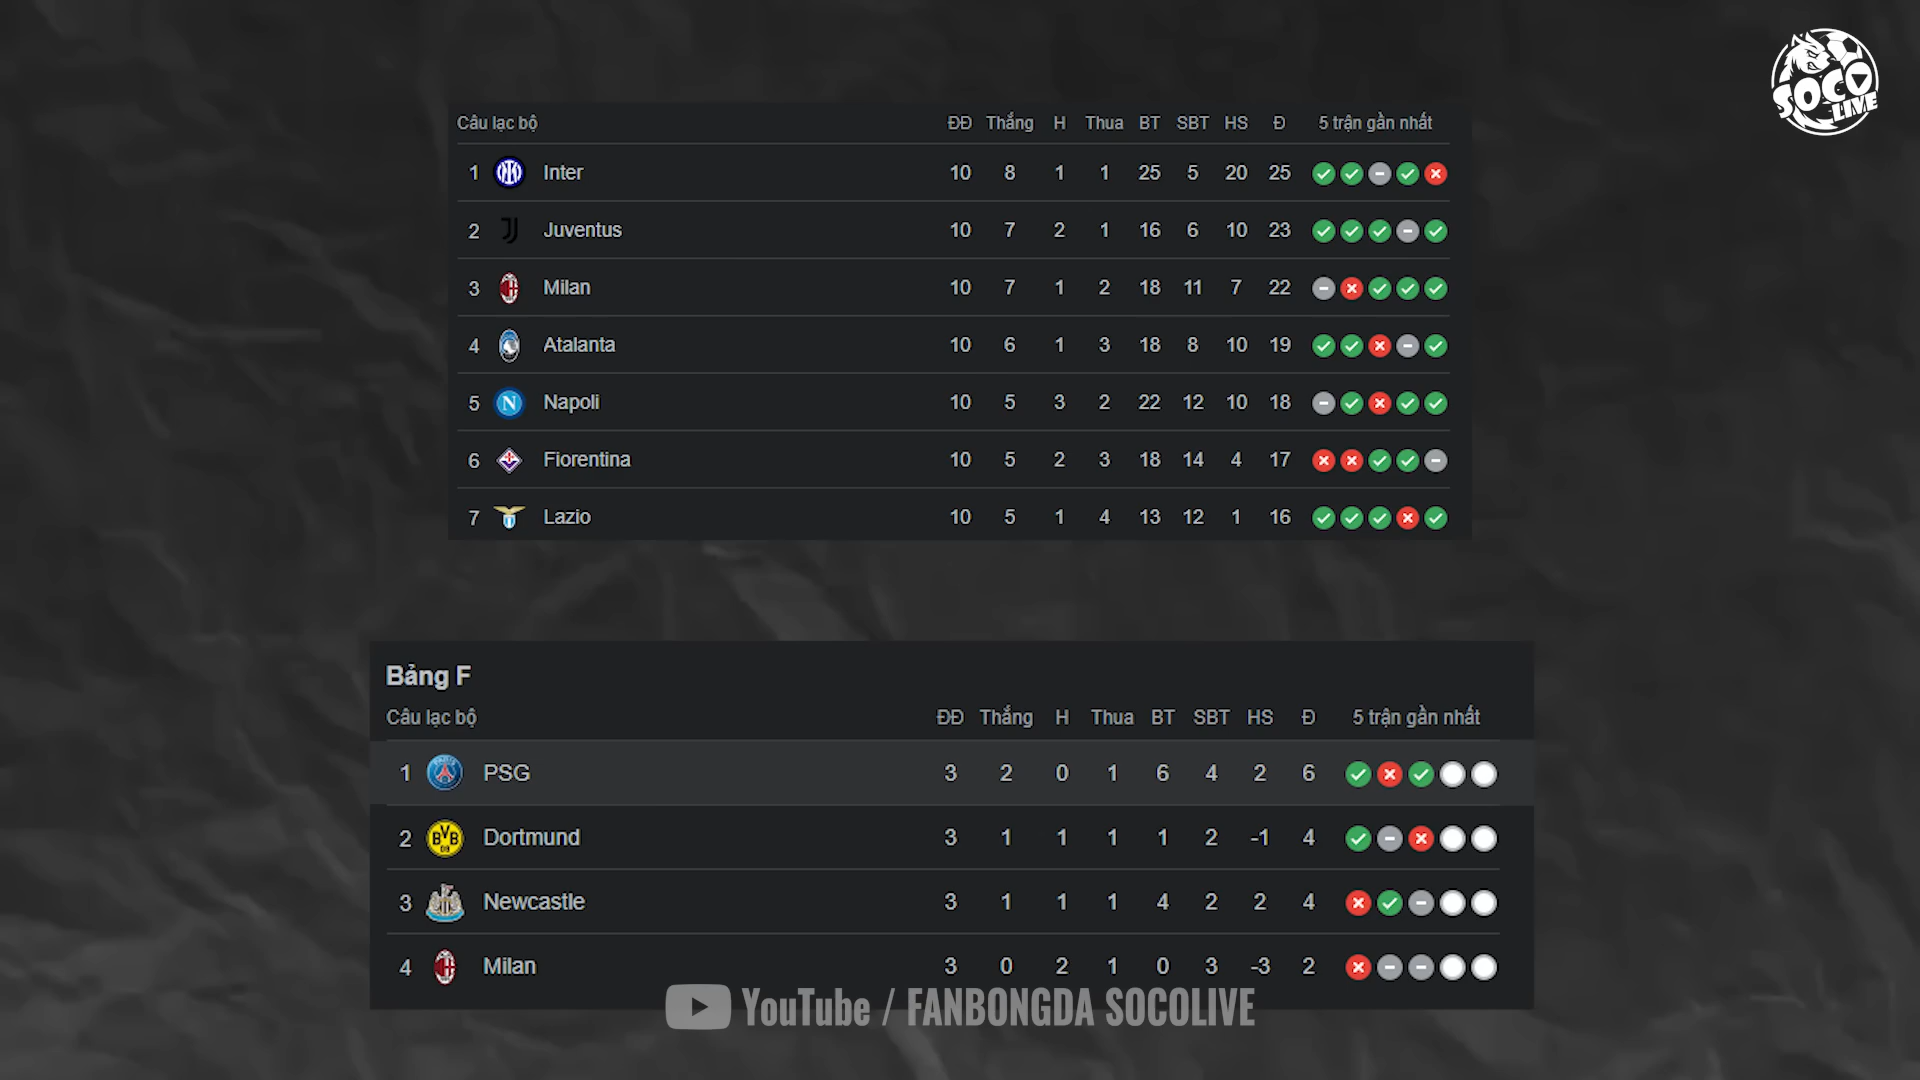 SOCO
LIVE
Câu lạc bộ ĐĐ Thắng H Thua BT SBT HS Đ 5 trận gần nhất
1 Inter 10 8 1 1 25 5 20 25
2 Juventus 10 7 2 1 16 6 10 23
3 Milan 10 7 1 2 18 11 7 22
4 Atalanta 10 6 1 3 18 8 10 19
5 N Napoli 10 5 3 2 22 12 10 18
6 Fiorentina 10 5 2 3 18 14 4 17
7 Lazio 10 5 1 4 13 12 1 16
Bảng F
Câu lạc bộ ĐĐ Thắng H Thua BT SBT HS Đ 5 trận gần nhất
1 PSG 3 2 0 1 6 4 2 6
2 BVB 09 Dortmund 3 1 1 1 1 2 -1 4
3 Newcastle 3 1 1 1 4 2 2 4
4 Milan 3 0 2 1 0 3 -3 2
YouTube / FANBONGDA SOCOLIVE